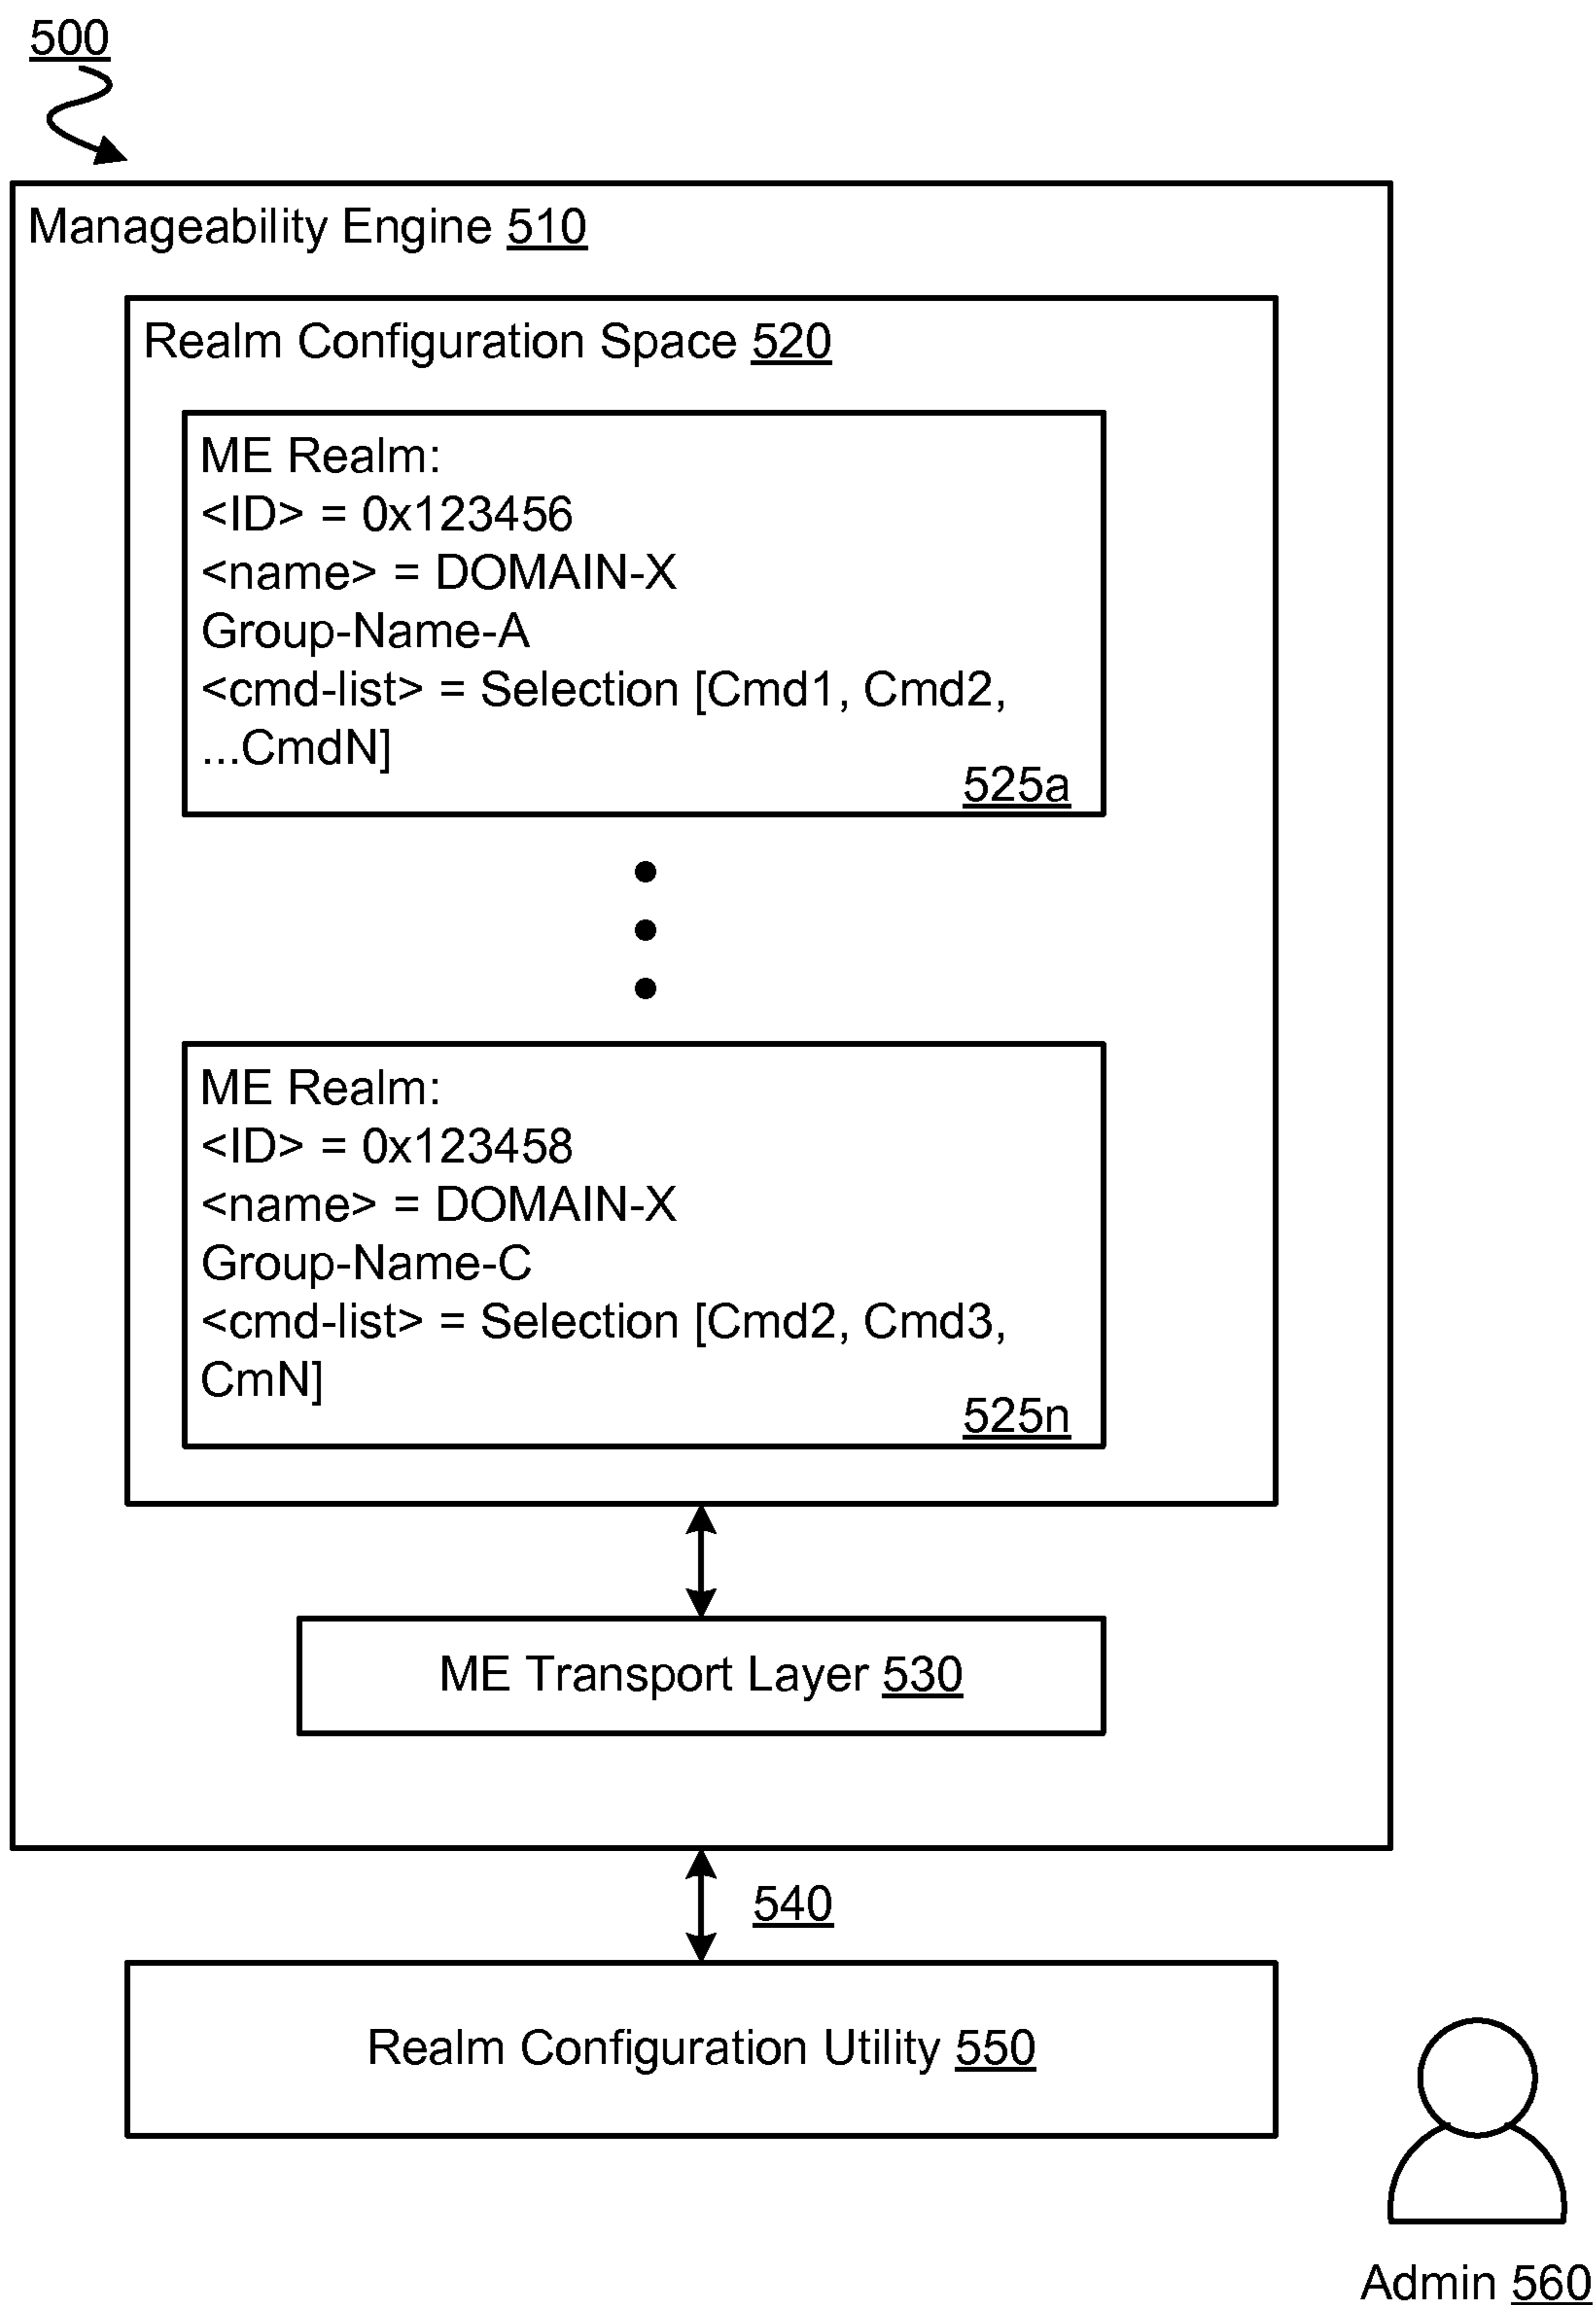 500
Manageability Engine 510
Realm Configuration Space 520
ME Realm:
<ID> = 0x123456
<name> = DOMAIN-X
Group-Name-A
<cmd-list> = Selection [Cmd1, Cmd2,
...CmdN]
525a
ME Realm:
<ID> = 0x123458
<name> = DOMAIN-X
Group-Name-C
<cmd-list> = Selection [Cmd2, Cmd3,
CmN]
525n
ME Transport Layer 530
540
Realm Configuration Utility 550
Admin 560